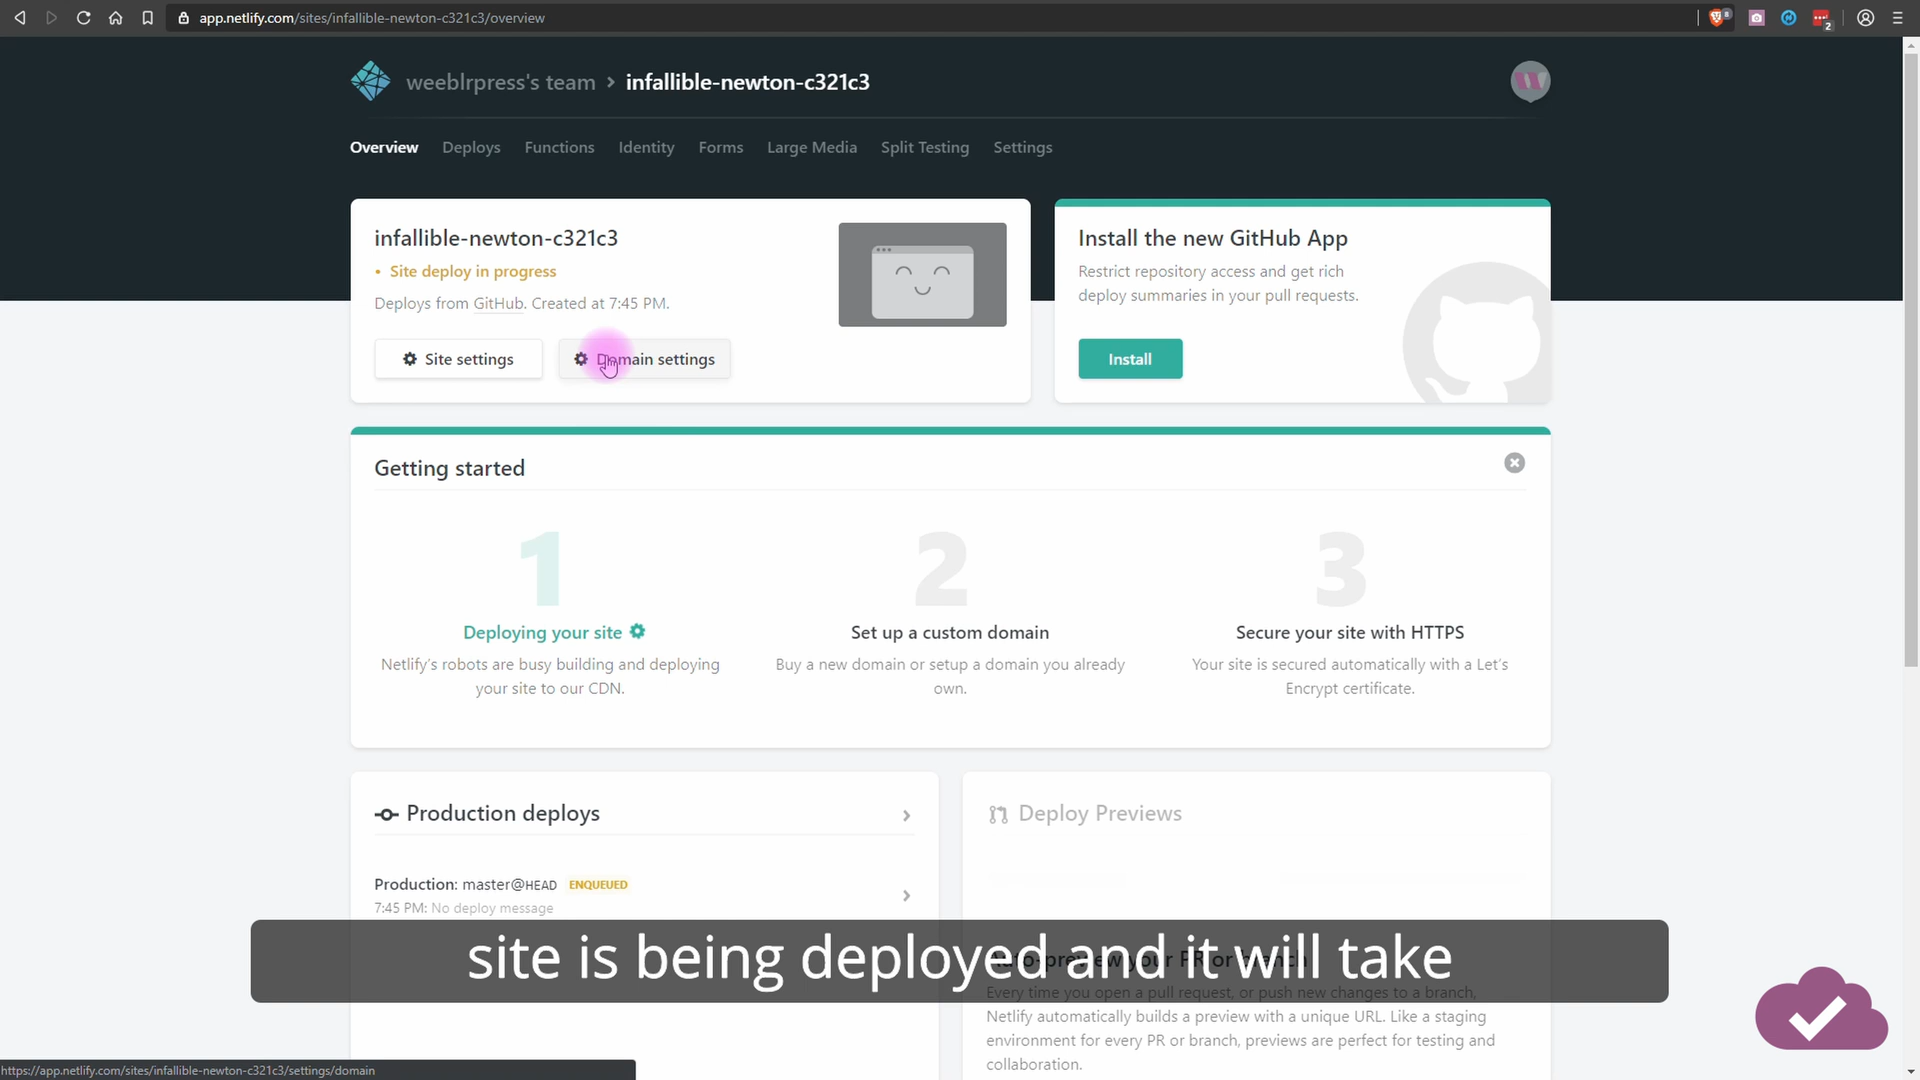 app.netlify.com/sites/infallible-newton-c321c3/overview
8
2
weeblrpress's team > infallible-newton-c321c3
Overview Deploys Functions Identity Forms Large Media Split Testing Settings
infallible-newton-c321c3
• Site deploy in progress
Deploys from GitHub. Created at 7:45 PM.
Site settings
Domain settings
Install the new GitHub App
Restrict repository access and get rich
deploy summaries in your pull requests.
Install
Getting started
1
Deploying your site
Netlify's robots are busy building and deploying
your site to our CDN.
2
Set up a custom domain
Buy a new domain or setup a domain you already
own.
3
Secure your site with HTTPS
Your site is secured automatically with a Let's
Encrypt certificate.
Production deploys
Production: master@HEAD ENQUEUED
7:45 PM: No deploy message
Deploy Previews
Auto-preview your PR or branch
Every time you open a pull request, or push new changes to a branch,
Netlify automatically builds a preview with a unique URL. Like a staging
environment for every PR or branch, previews are perfect for testing and
collaboration.
site is being deployed and it will take
https://app.netlify.com/sites/infallible-newton-c321c3/settings/domain